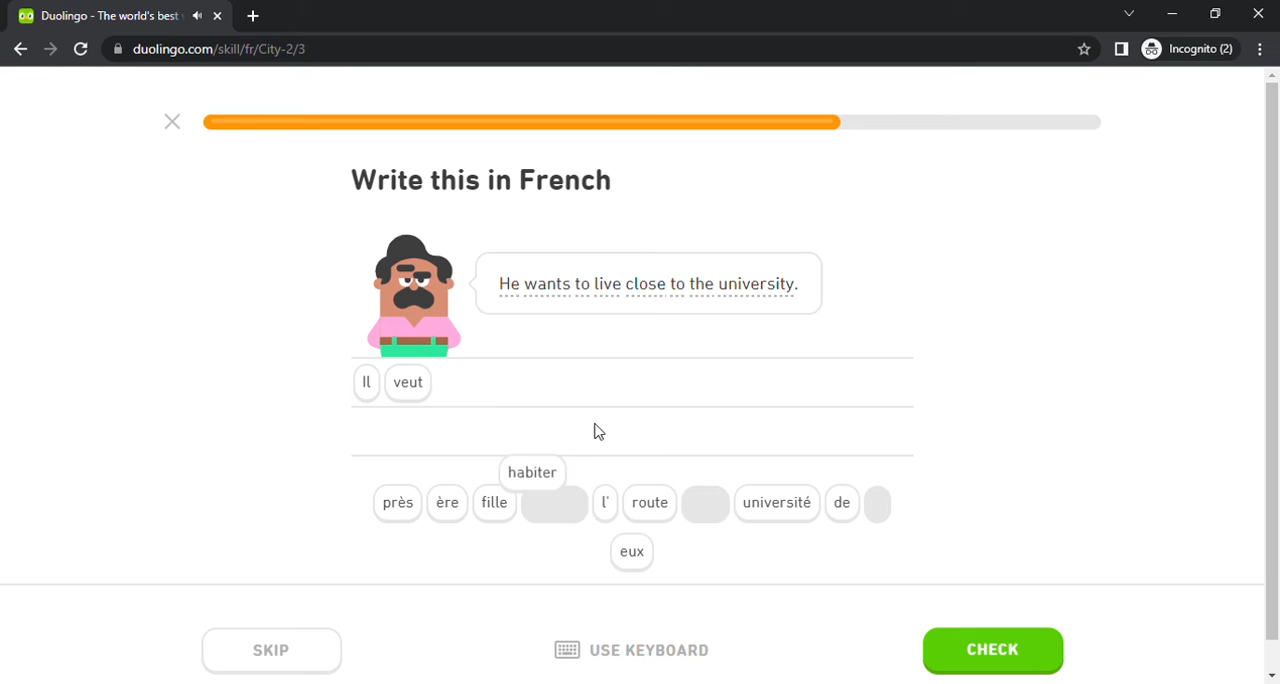 Duolingo - The world's best
duolingo.com/skill/fr/City-2/3
Incognito (2)
Write this in French
He wants to live close to the university.
Il veut
habiter
près ère fille l' route université de
eux
SKIP USE KEYBOARD CHECK